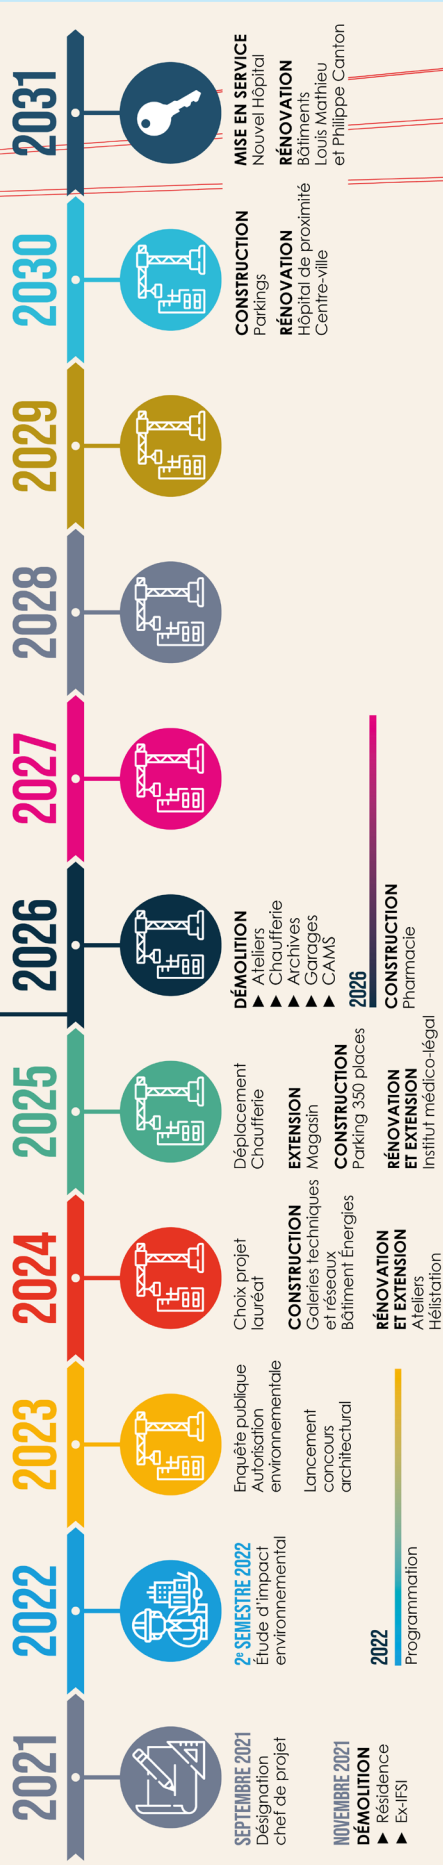 2021
SEPTEMBRE 2021
Désignation
chef de projet
NOVEMBRE 2021
DÉMOLITION
▶ Résidence
▶ Ex-IFSI
2022
2e SEMESTRE 2022
Étude d'impact
environnemental
2022
Programmation
2023
Enquête publique
Autorisation
environnementale
Lancement
concours
architectural
2024
Choix projet
lauréat
CONSTRUCTION
Galeries techniques
et réseaux
Bâtiment Énergies
RÉNOVATION
ET EXTENSION
Ateliers
Hélistation
2025
Déplacement
Chaufferie
EXTENSION
Magasin
CONSTRUCTION
Parking 350 places
RÉNOVATION
ET EXTENSION
Institut médico-légal
2026
DÉMOLITION
▶ Ateliers
▶ Chaufferie
▶ Archives
▶ Garages
▶ CAMS
2026
CONSTRUCTION
Pharmacie
2027
2028
2029
2030
CONSTRUCTION
Parkings
RÉNOVATION
Hôpital de proximité
Centre-ville
2031
MISE EN SERVICE
Nouvel Hôpital
RÉNOVATION
Bâtiments
Louis Mathieu
et Philippe Canton